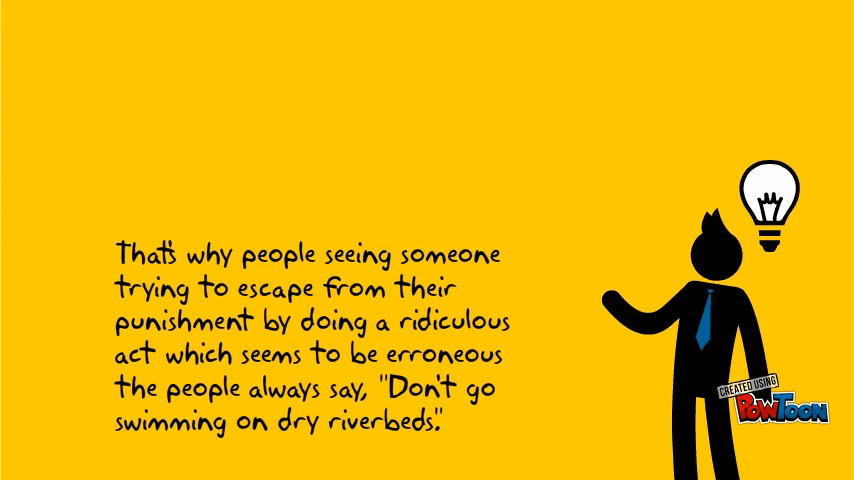 That's why people seeing someone
trying to escape from their
punishment by doing a ridiculous
act which seems to be erroneous
the people always say, "Don't go
swimming on dry riverbeds."
CREATED USING
POWTOON